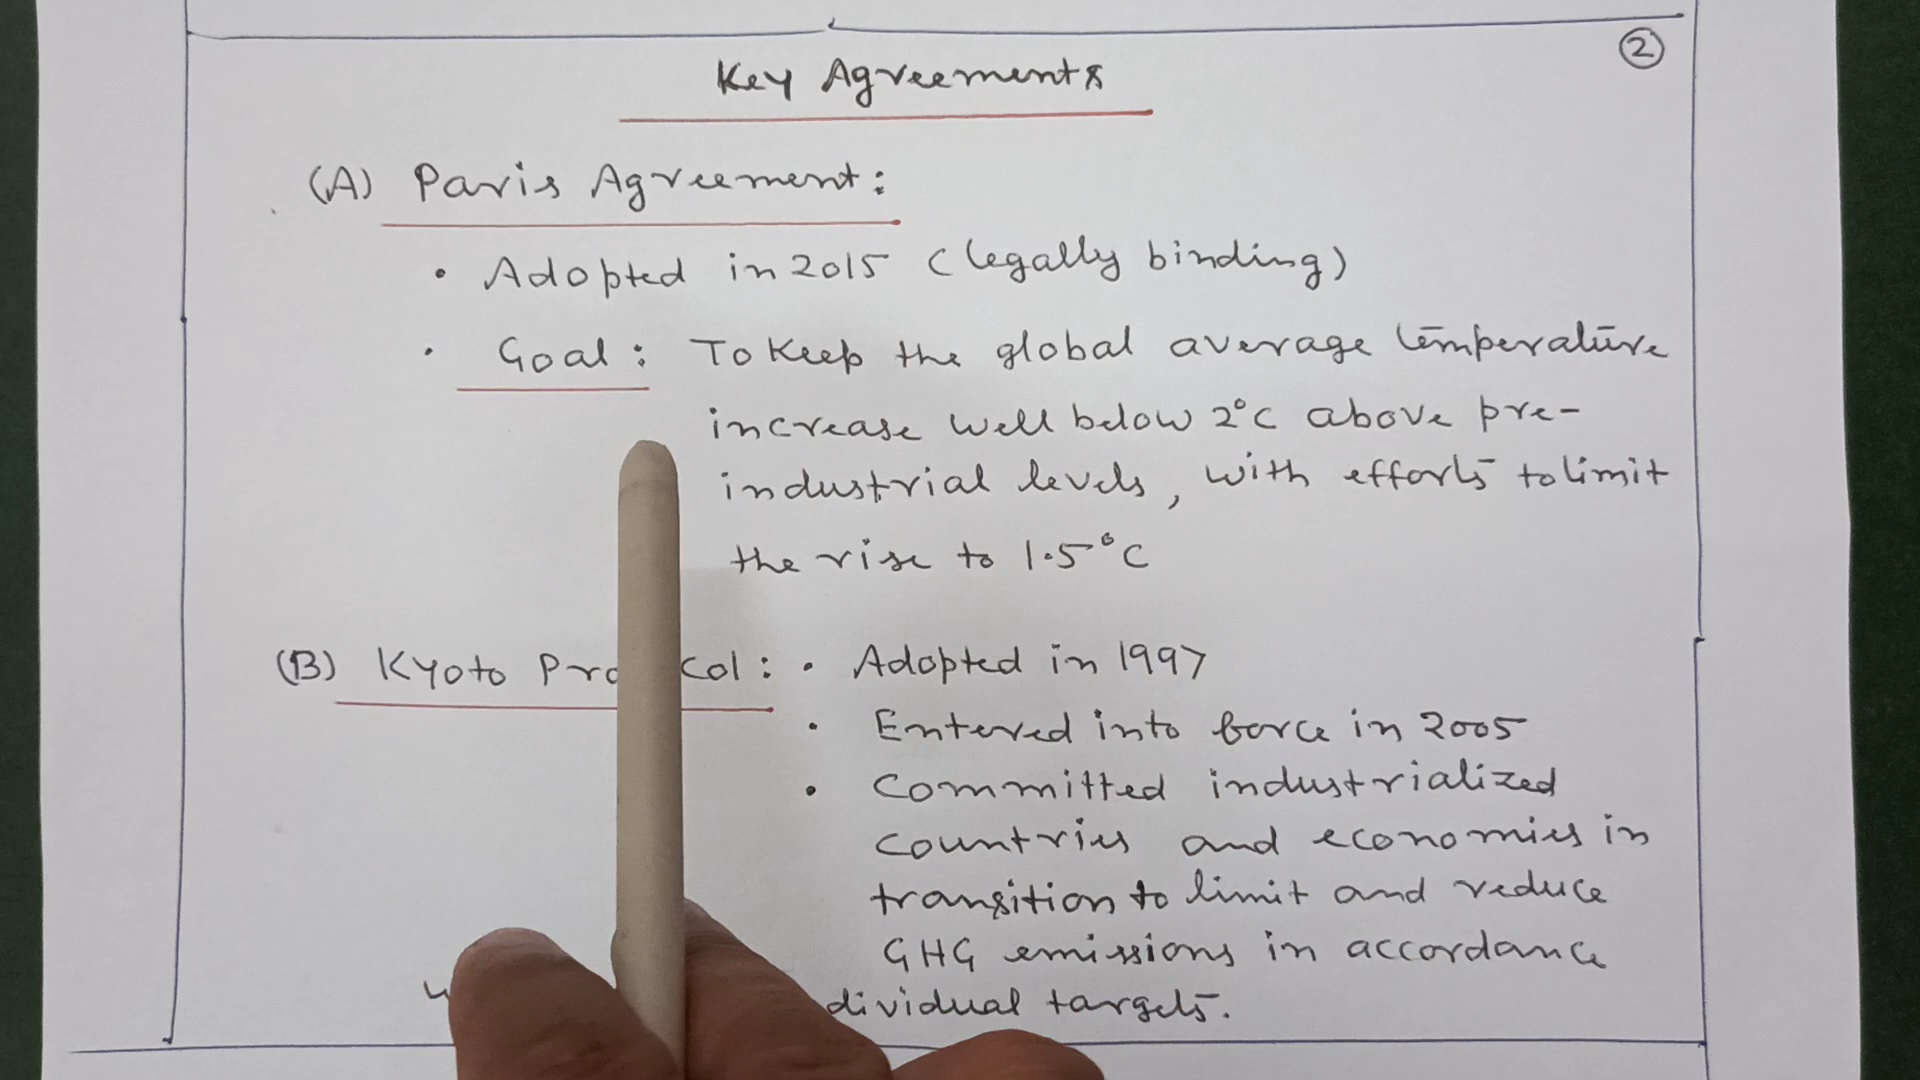 2
Key Agreements
(A) Paris Agreement:
• Adopted in 2015 (legally binding)
• Goal: To Keep the global average temperature
increase well below 2°C above pre-
industrial levels, with efforts to limit
the rise to 1.5°C
(B) Kyoto Pro col: • Adopted in 1997
• Entered into force in 2005
• Committed industrialized
countries and economies in
transition to limit and reduce
GHG emissions in accordance
dividual targets.